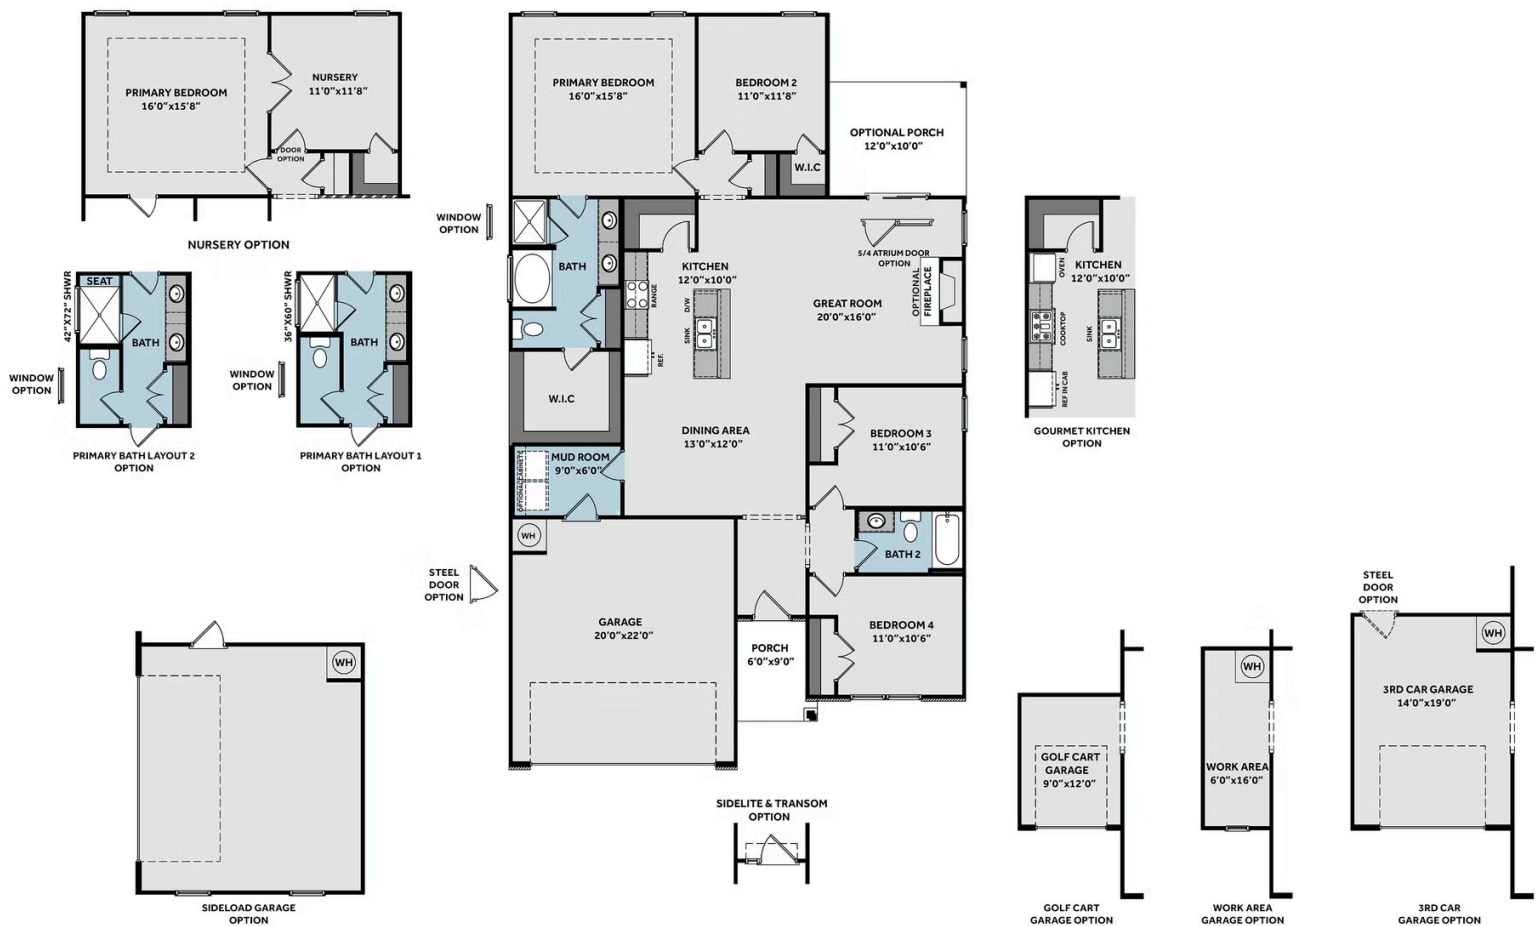 PRIMARY BEDROOM
16'0"x15'8"
NURSERY
11'0"x11'8"
DOOR
OPTION
NURSERY OPTION
42"X72" SHWR
SEAT
BATH
WINDOW
OPTION
PRIMARY BATH LAYOUT 2
OPTION
36"X60" SHWR
BATH
WINDOW
OPTION
PRIMARY BATH LAYOUT 1
OPTION
PRIMARY BEDROOM
16'0"x15'8"
BEDROOM 2
11'0"x11'8"
W.I.C
OPTIONAL PORCH
12'0"x10'0"
WINDOW
OPTION
BATH
KITCHEN
12'0"x10'0"
RANGE
D/W
SINK
REF.
5/4 ATRIUM DOOR
OPTION
GREAT ROOM
20'0"x16'0"
OPTIONAL
FIREPLACE
W.I.C
DINING AREA
13'0"x12'0"
BEDROOM 3
11'0"x10'6"
MUD ROOM
9'0"x6'0"
OPTIONAL CABINETS
WH
BATH 2
STEEL
DOOR
OPTION
GARAGE
20'0"x22'0"
PORCH
6'0"x9'0"
BEDROOM 4
11'0"x10'6"
SIDELITE & TRANSOM
OPTION
OVEN
KITCHEN
12'0"x10'0"
COOKTOP
SINK
REF IN CAB
GOURMET KITCHEN
OPTION
WH
SIDELOAD GARAGE
OPTION
GOLF CART
GARAGE
9'0"x12'0"
GOLF CART
GARAGE OPTION
WH
WORK AREA
6'0"x16'0"
WORK AREA
GARAGE OPTION
STEEL
DOOR
OPTION
WH
3RD CAR GARAGE
14'0"x19'0"
3RD CAR
GARAGE OPTION